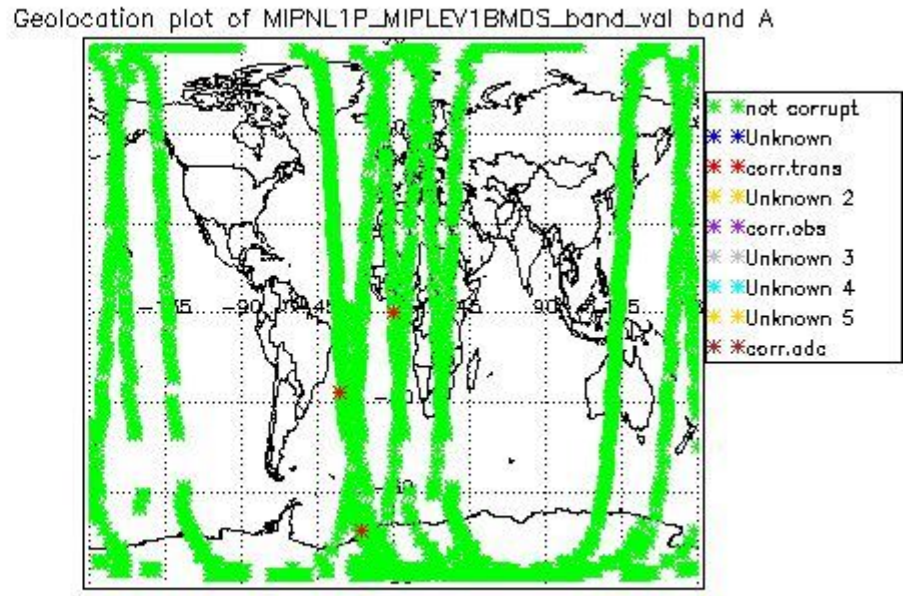 Geolocation plot of MIPNL1P_MIPLEV1BMDS_band_val band A
not corrupt
Unknown
corr.trans
Unknown 2
corr.obs
Unknown 3
Unknown 4
Unknown 5
corr.adc
-90
90